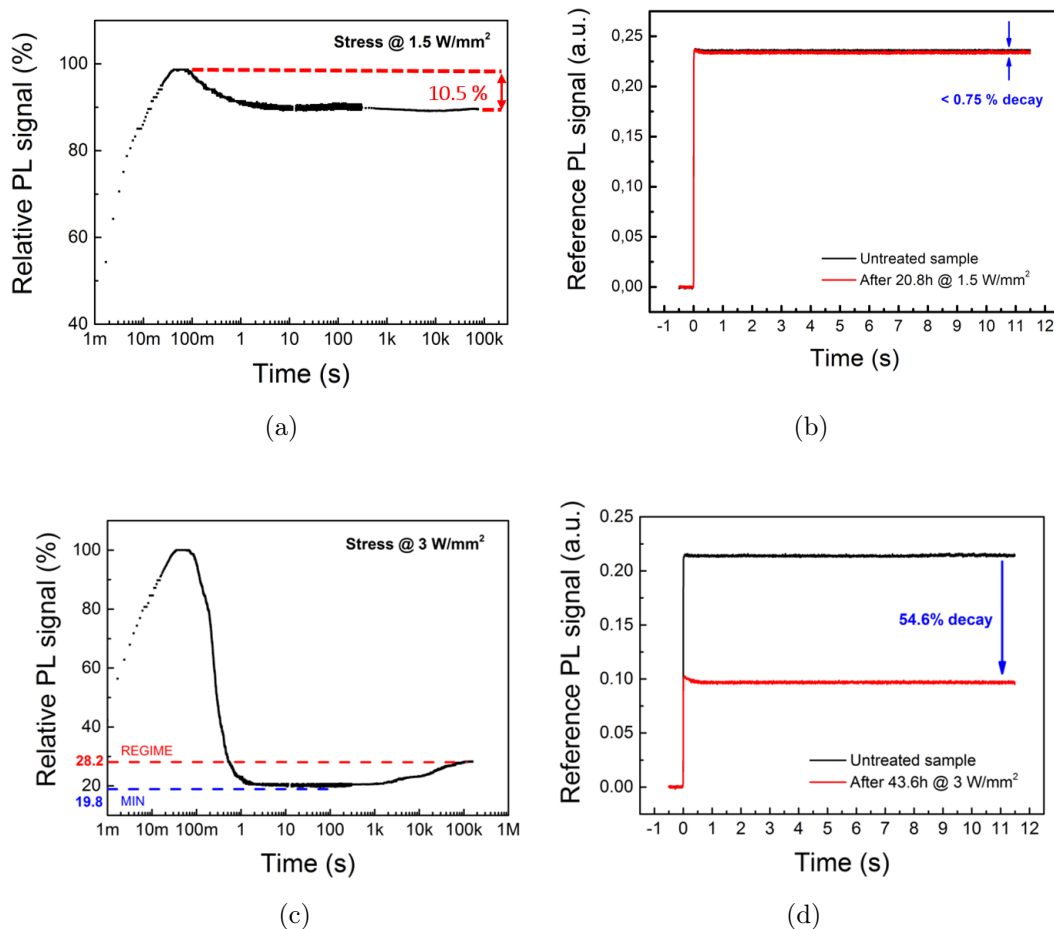 Stress @ 1.5 W/mm²
Relative PL signal (%)
100
80
60
40
10.5 %
1m 10m 100m 1 10 100 1k 10k 100k
Time (s)
(a)
Reference PL signal (a.u.)
0,25
0,20
0,15
0,10
0,05
0,00
< 0.75 % decay
Untreated sample
After 20.8h @ 1.5 W/mm²
-1 0 1 2 3 4 5 6 7 8 9 10 11 12
Time (s)
(b)
Stress @ 3 W/mm²
Relative PL signal (%)
100
80
60
40
28.2
20
19.8
REGIME
MIN
1m 10m 100m 1 10 100 1k 10k 100k 1M
Time (s)
(c)
Reference PL signal (a.u.)
0.25
0.20
0.15
0.10
0.05
0.00
54.6% decay
Untreated sample
After 43.6h @ 3 W/mm²
-1 0 1 2 3 4 5 6 7 8 9 10 11 12
Time (s)
(d)